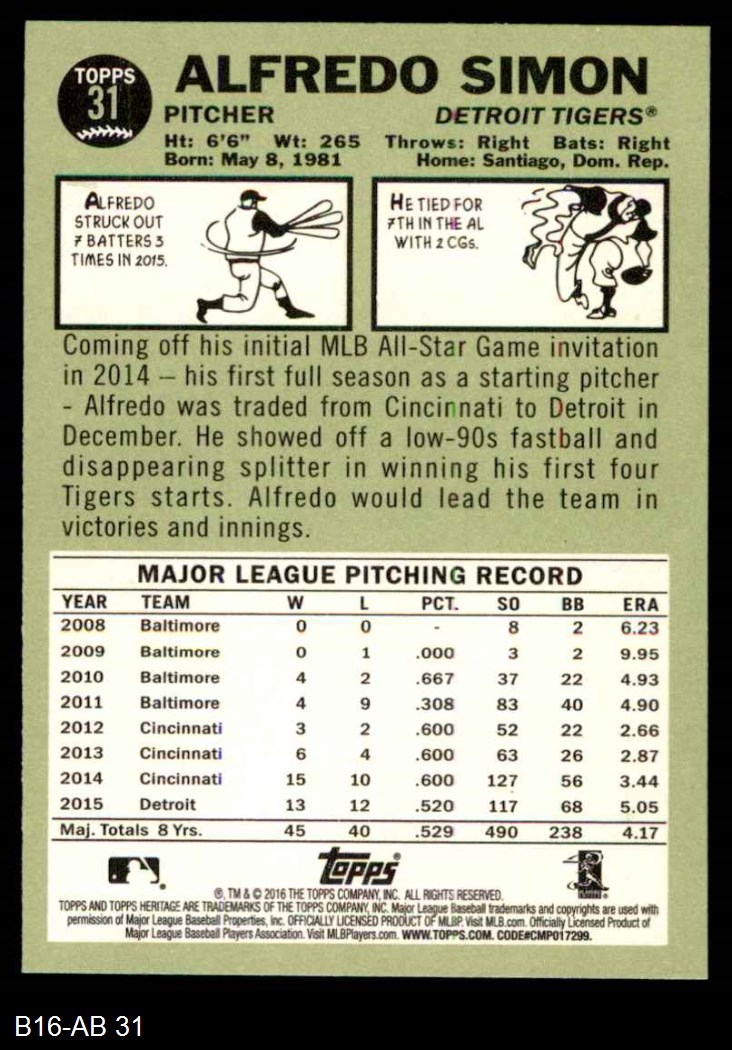 TOPPS
31
ALFREDO SIMON
PITCHER DETROIT TIGERS®
Ht: 6'6" Wt: 265 Throws: Right Bats: Right
Born: May 8, 1981 Home: Santiago, Dom. Rep.
ALFREDO
STRUCK OUT
7 BATTERS 3
TIMES IN 2015.
HE TIED FOR
7TH IN THE AL
WITH 2 CGS.
Coming off his initial MLB All-Star Game invitation
in 2014 – his first full season as a starting pitcher
- Alfredo was traded from Cincinnati to Detroit in
December. He showed off a low-90s fastball and
disappearing splitter in winning his first four
Tigers starts. Alfredo would lead the team in
victories and innings.
MAJOR LEAGUE PITCHING RECORD
YEAR TEAM W L PCT. SO BB ERA
2008 Baltimore 0 0 - 8 2 6.23
2009 Baltimore 0 1 .000 3 2 9.95
2010 Baltimore 4 2 .667 37 22 4.93
2011 Baltimore 4 9 .308 83 40 4.90
2012 Cincinnati 3 2 .600 52 22 2.66
2013 Cincinnati 6 4 .600 63 26 2.87
2014 Cincinnati 15 10 .600 127 56 3.44
2015 Detroit 13 12 .520 117 68 5.05
Maj. Totals 8 Yrs. 45 40 .529 490 238 4.17
Topps®
®, TM & © 2016 THE TOPPS COMPANY, INC. ALL RIGHTS RESERVED.
TOPPS AND TOPPS HERITAGE ARE TRADEMARKS OF THE TOPPS COMPANY, INC. Major League Baseball trademarks and copyrights are used with
permission of Major League Baseball Properties, Inc. OFFICIALLY LICENSED PRODUCT OF MLBP. Visit MLB.com. Officially Licensed Product of
Major League Baseball Players Association. Visit MLBPlayers.com. WWW.TOPPS.COM. CODE#CMP017299.
B16-AB 31